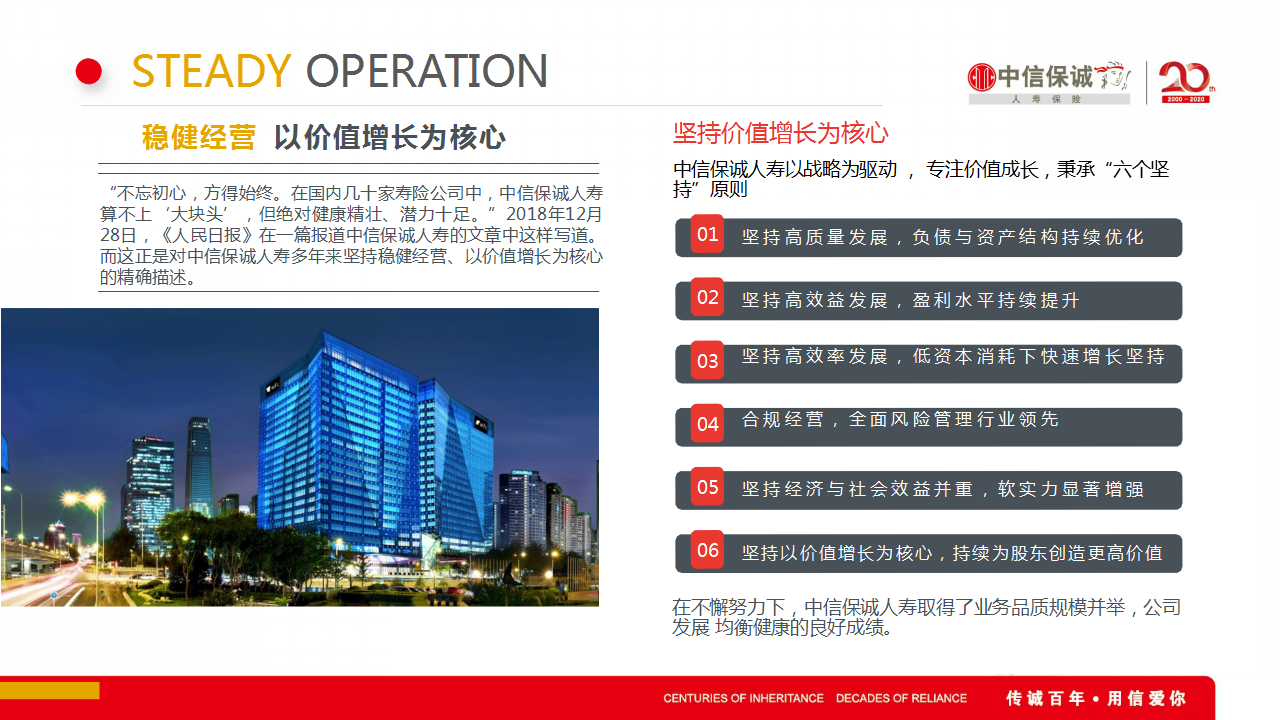 STEADY OPERATION
中信保诚
人寿保险
20th
2000－2020
稳健经营 以价值增长为核心
“不忘初心，方得始终。在国内几十家寿险公司中，中信保诚人寿
算不上‘大块头’，但绝对健康精壮、潜力十足。”2018年12月
28日，《人民日报》在一篇报道中信保诚人寿的文章中这样写道。
而这正是对中信保诚人寿多年来坚持稳健经营、以价值增长为核心
的精确描述。
坚持价值增长为核心
中信保诚人寿以战略为驱动 ， 专注价值成长，秉承“六个坚
持”原则
01 坚持高质量发展，负债与资产结构持续优化
02 坚持高效益发展，盈利水平持续提升
03 坚持高效率发展，低资本消耗下快速增长坚持
04 合规经营，全面风险管理行业领先
05 坚持经济与社会效益并重，软实力显著增强
06 坚持以价值增长为核心，持续为股东创造更高价值
在不懈努力下，中信保诚人寿取得了业务品质规模并举，公司
发展 均衡健康的良好成绩。
CENTURIES OF INHERITANCE DECADES OF RELIANCE
传诚百年•用信爱你